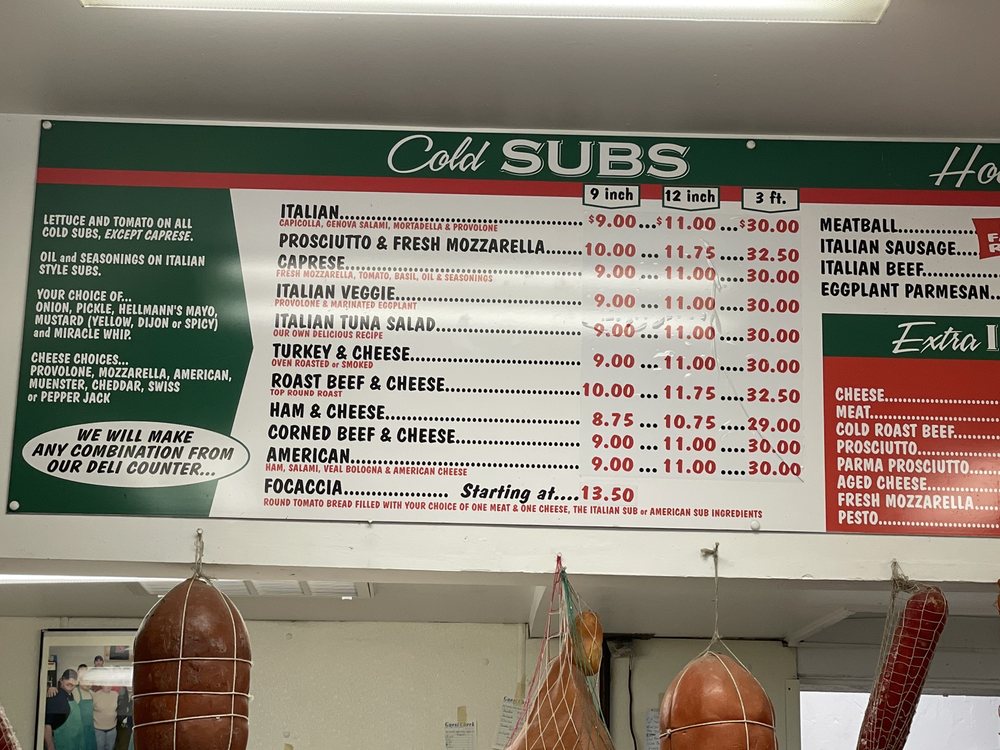 Cold SUBS
9 inch 12 inch 3 ft.
LETTUCE AND TOMATO ON ALL
COLD SUBS, EXCEPT CAPRESE.
OIL and SEASONINGS ON ITALIAN
STYLE SUBS.
YOUR CHOICE OF...
ONION, PICKLE, HELLMANN'S MAYO,
MUSTARD (YELLOW, DIJON or SPICY)
and MIRACLE WHIP.
CHEESE CHOICES...
PROVOLONE, MOZZARELLA, AMERICAN,
MUENSTER, CHEDDAR, SWISS
or PEPPER JACK
WE WILL MAKE
ANY COMBINATION FROM
OUR DELI COUNTER...
ITALIAN........$9.00...$11.00....$30.00
CAPICOLLA, GENOVA SALAMI, MORTADELLA & PROVOLONE
PROSCIUTTO & FRESH MOZZARELLA.....10.00 ... 11.75 ....32.50
CAPRESE........9.00 ... 11.00 ....30.00
FRESH MOZZARELLA, TOMATO, BASIL, OIL & SEASONINGS
ITALIAN VEGGIE........9.00 ... 11.00 ....30.00
PROVOLONE & MARINATED EGGPLANT
ITALIAN TUNA SALAD........9.00 ... 11.00 ....30.00
OUR OWN DELICIOUS RECIPE
TURKEY & CHEESE........9.00 ... 11.00 ....30.00
OVEN ROASTED or SMOKED
ROAST BEEF & CHEESE........10.00 ... 11.75 ....32.50
TOP ROUND ROAST
HAM & CHEESE........8.75 ... 10.75 ....29.00
CORNED BEEF & CHEESE........9.00 ... 11.00 ....30.00
AMERICAN........9.00 ... 11.00 ....30.00
HAM, SALAMI, VEAL BOLOGNA & AMERICAN CHEESE
FOCACCIA........ Starting at....13.50
ROUND TOMATO BREAD FILLED WITH YOUR CHOICE OF ONE MEAT & ONE CHEESE, THE ITALIAN SUB or AMERICAN SUB INGREDIENTS
MEATBALL........
ITALIAN SAUSAGE....
ITALIAN BEEF........
EGGPLANT PARMESAN..
Extra
CHEESE........
MEAT........
COLD ROAST BEEF.......
PROSCIUTTO........
PARMA PROSCIUTTO....
AGED CHEESE........
FRESH MOZZARELLA....
PESTO........
Guest Check